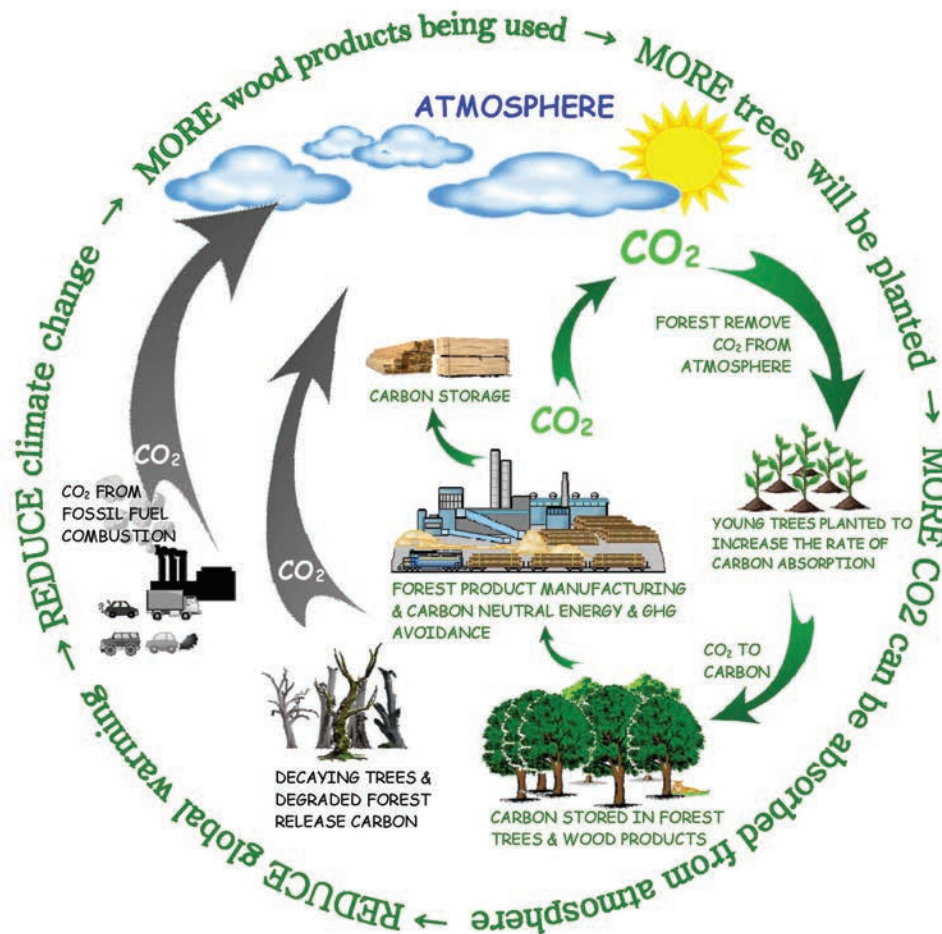 MORE wood products being used → MORE trees will be planted → MORE CO2 can be absorbed from atmosphere → REDUCE global warming → REDUCE climate change →
ATMOSPHERE
CO₂
FOREST REMOVE
CO₂ FROM
ATMOSPHERE
CARBON STORAGE
CO₂
CO₂
CO₂ FROM
FOSSIL FUEL
COMBUSTION
YOUNG TREES PLANTED TO
INCREASE THE RATE OF
CARBON ABSORPTION
CO₂
FOREST PRODUCT MANUFACTURING
& CARBON NEUTRAL ENERGY & GHG
AVOIDANCE
CO₂ TO
CARBON
DECAYING TREES &
DEGRADED FOREST
RELEASE CARBON
CARBON STORED IN FOREST
TREES & WOOD PRODUCTS